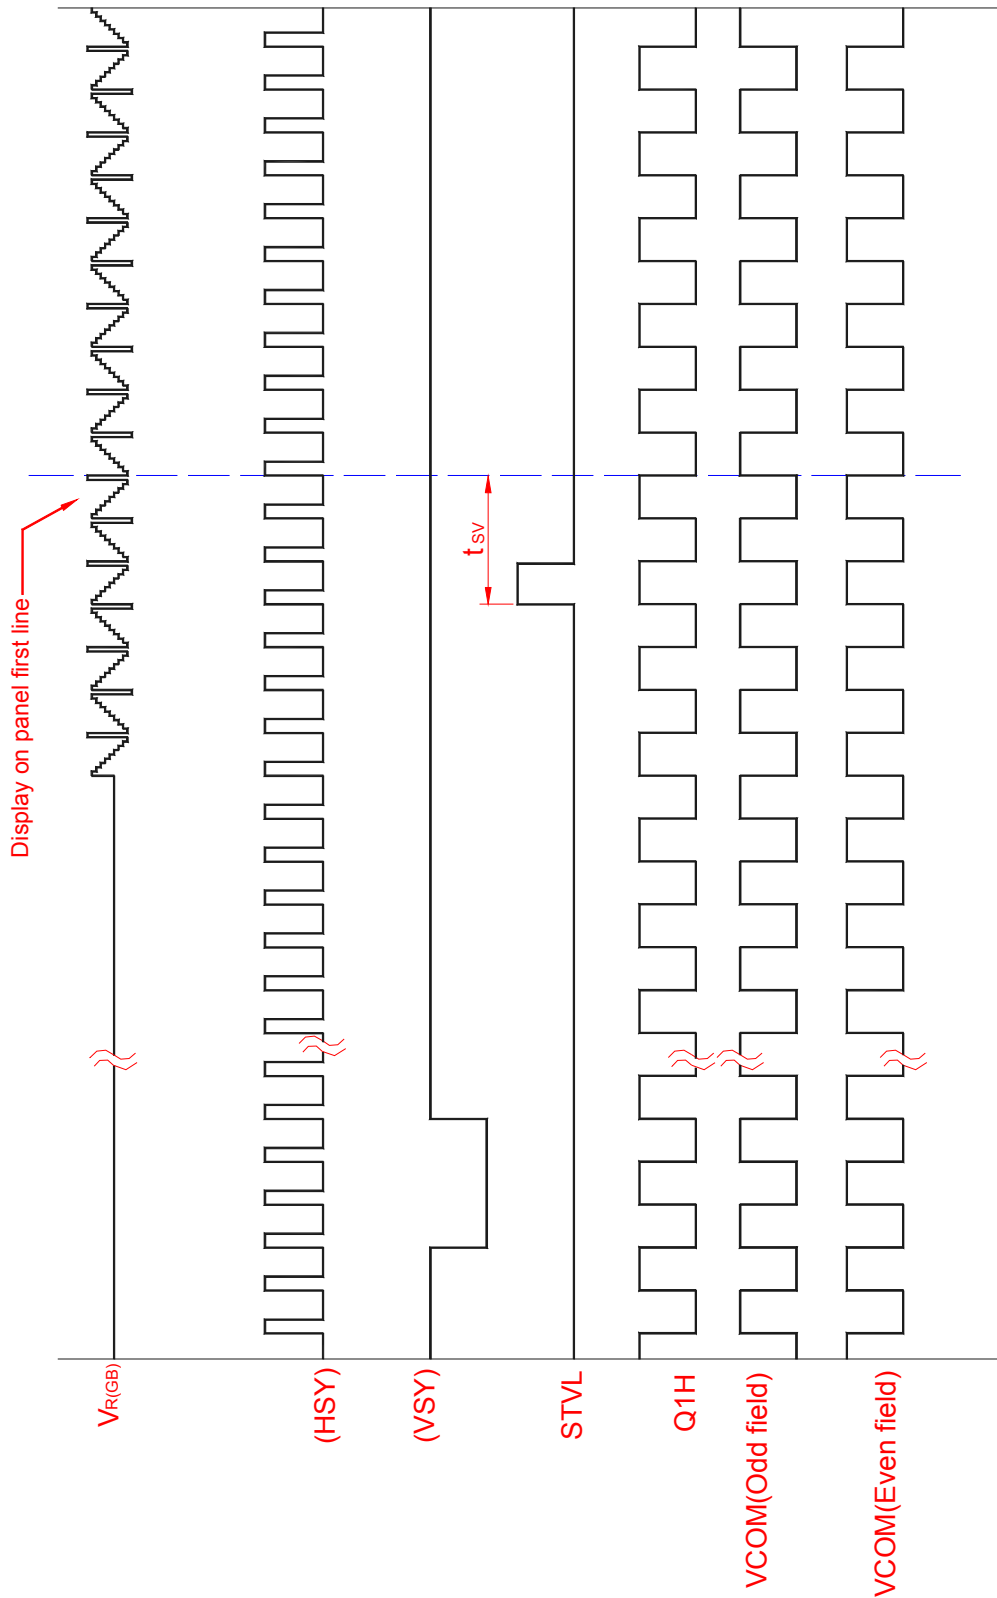 Display on panel first line
VR(GB)
(HSY)
(VSY)
tSV
STVL
Q1H
VCOM(Odd field)
VCOM(Even field)